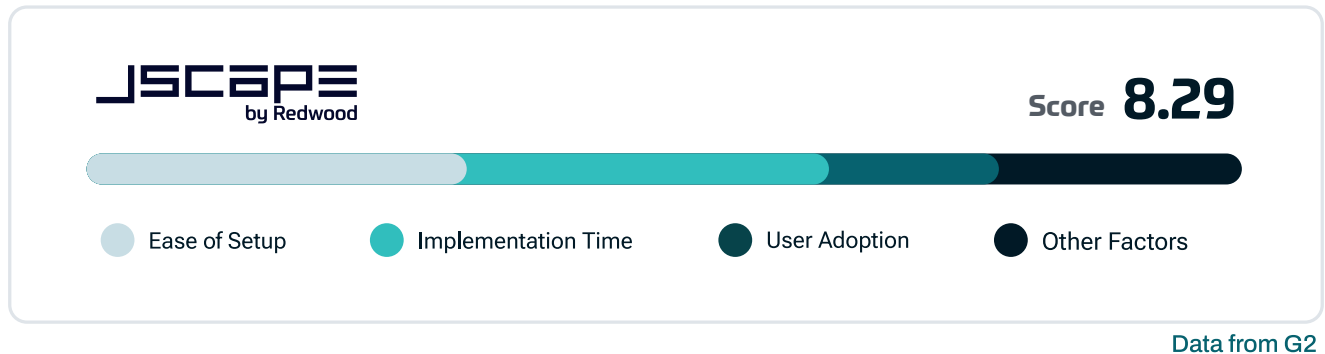 JSCAPE
by Redwood
Score 8.29
Ease of Setup
Implementation Time
User Adoption
Other Factors
Data from G2